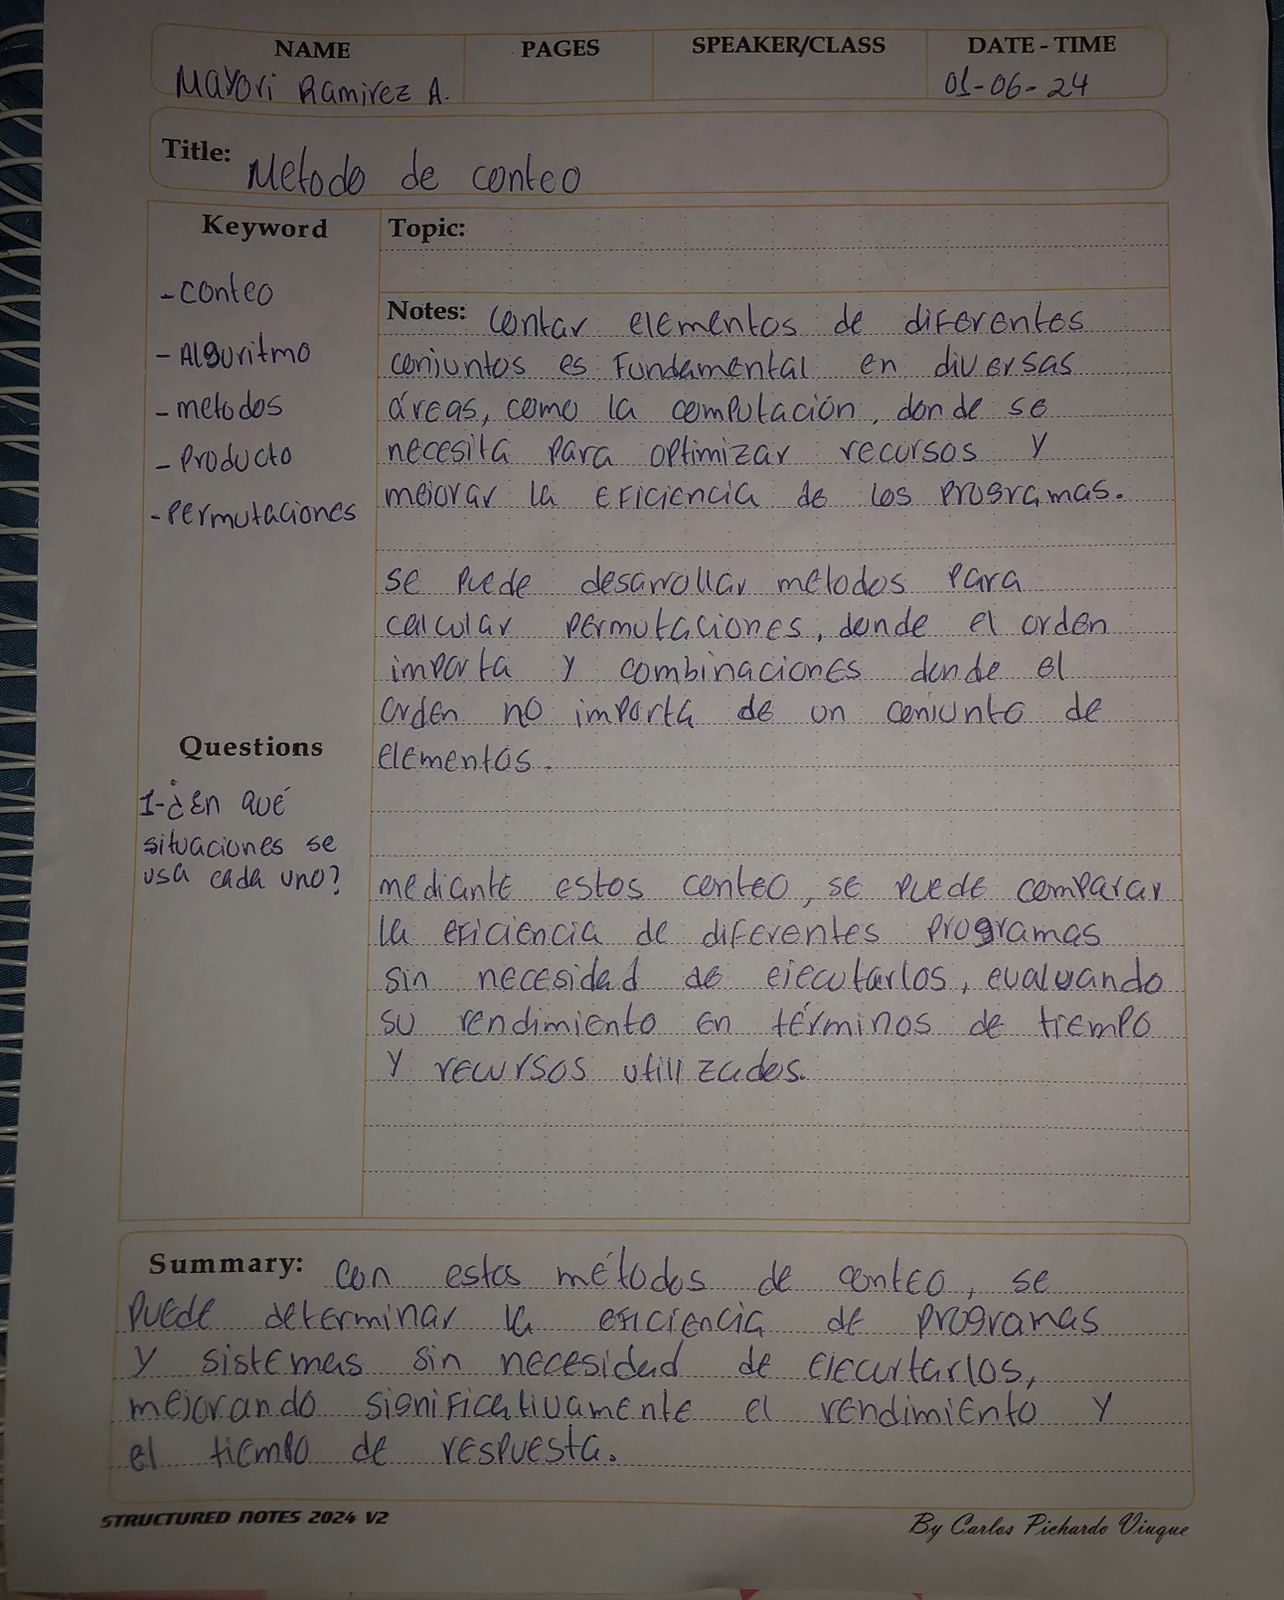 NAME PAGES SPEAKER/CLASS DATE - TIME
Mayori Ramirez A. 01-06-24
Title: Metodo de conteo
Keyword
- conteo
- Alguritmo
- metodos
- Producto
- Permutaciones
Questions
1-¿En qué
situaciones se
usa cada uno?
Topic:
Notes: Contar elementos de diferentes
conjuntos es Fundamental en diversas
áreas, como la computación, donde se
necesita para optimizar recursos y
mejorar la eficiencia de los programas.
se puede desarrollar metodos para
calcular permutaciones, donde el orden
importa y combinaciones donde el
orden no importa de un conjunto de
elementos.
mediante estos conteo, se puede comparar
la eficiencia de diferentes programas
sin necesidad de ejecutarlos, evaluando
su rendimiento en términos de tiempo
y recursos utilizados.
Summary: Con estos métodos de conteo, se
puede determinar la eficiencia de programas
y sistemas sin necesidad de ejecurtarlos,
mejorando significativamente el rendimiento y
el tiempo de respuesta.
STRUCTURED NOTES 2024 V2 By Carlos Pichardo Viuque